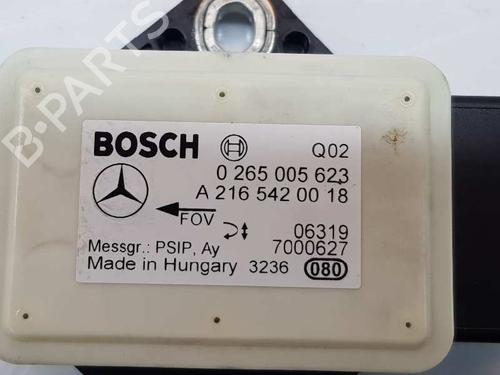 B-PARTS
BOSCH Q02
0 265 005 623
A 216 542 00 18
FOV 06319
Messgr.: PSIP, Ay 7000627
Made in Hungary 3236 080